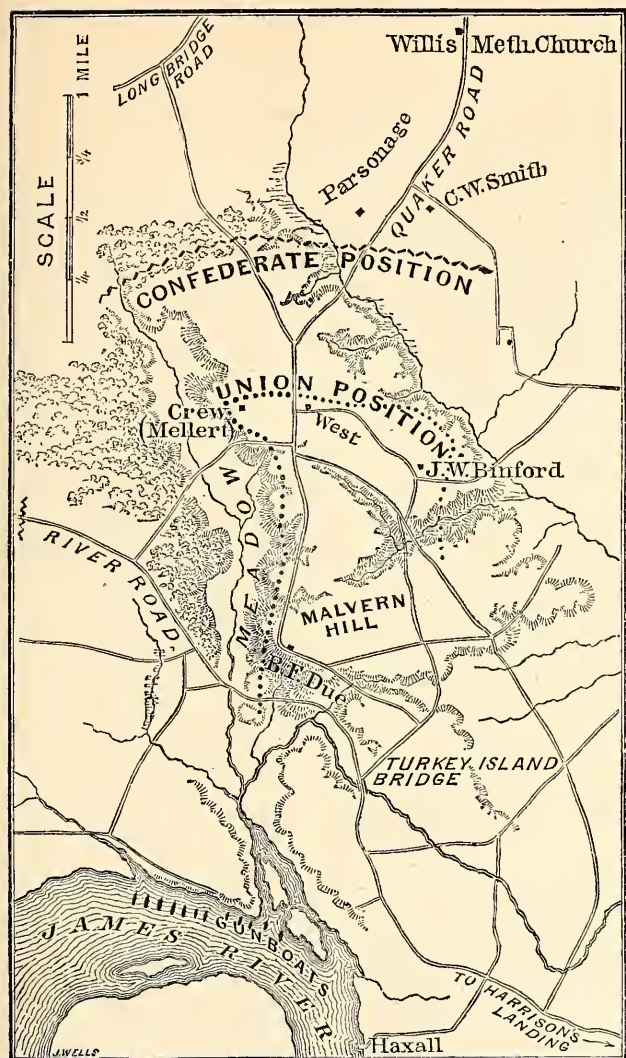 Willis Meth. Church
LONG BRIDGE
ROAD
1 MILE
3/4
1/2
1/4
SCALE
Parsonage
QUAKER ROAD
C.W. Smith
CONFEDERATE POSITION
UNION POSITION
Crew
(Mellert)
West
J.W. Binford
MEADOW
RIVER ROAD
MALVERN
HILL
B.F. Due
TURKEY ISLAND
BRIDGE
GUNBOATS
JAMES RIVER
TO HARRISON'S
LANDING
Haxall
J. WELLS